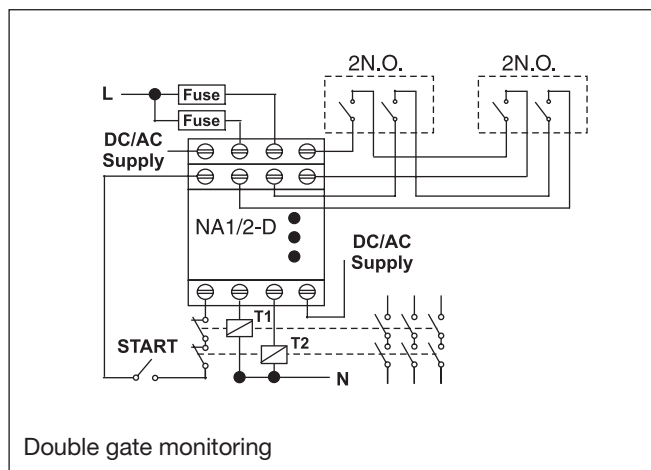 2N.O.
2N.O.
L
Fuse
Fuse
DC/AC
Supply
NA1/2-D
DC/AC
Supply
T1
START
T2
N
Double gate monitoring